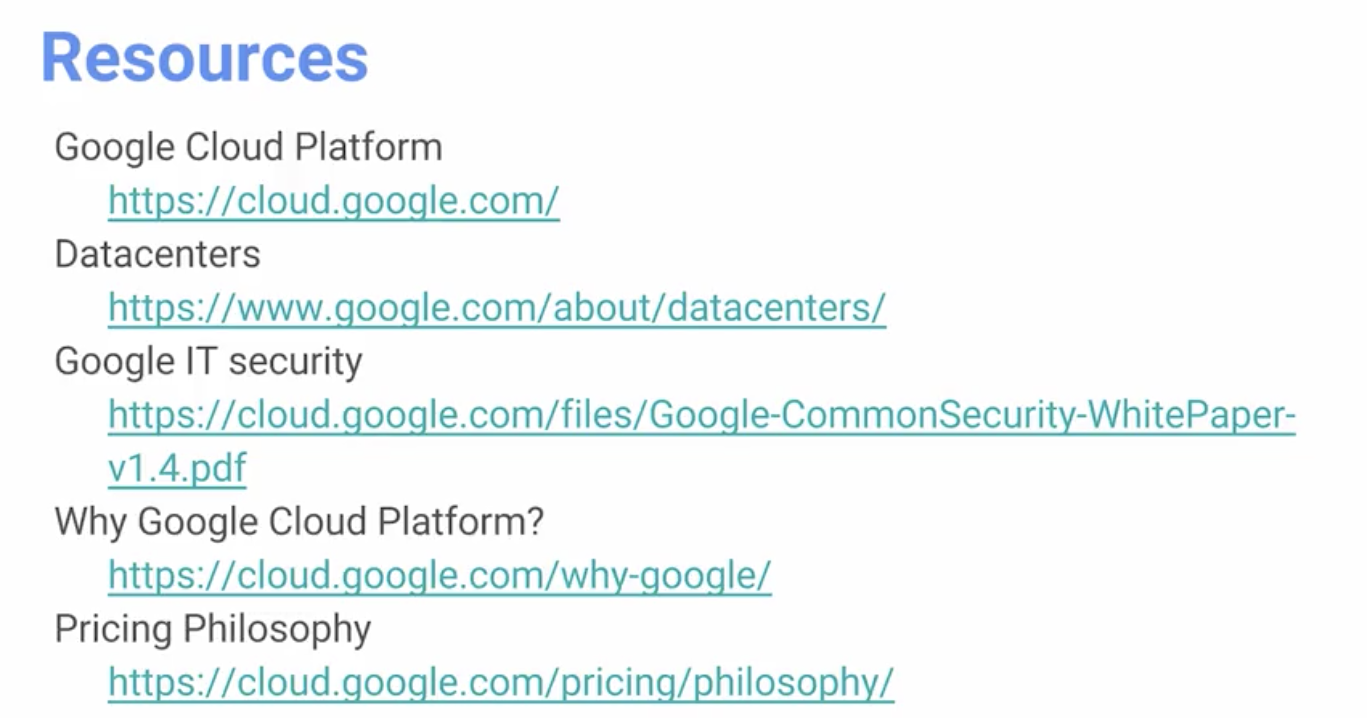 Resources
Google Cloud Platform
https://cloud.google.com/
Datacenters
https://www.google.com/about/datacenters/
Google IT security
https://cloud.google.com/files/Google-CommonSecurity-WhitePaper-
v1.4.pdf
Why Google Cloud Platform?
https://cloud.google.com/why-google/
Pricing Philosophy
https://cloud.google.com/pricing/philosophy/